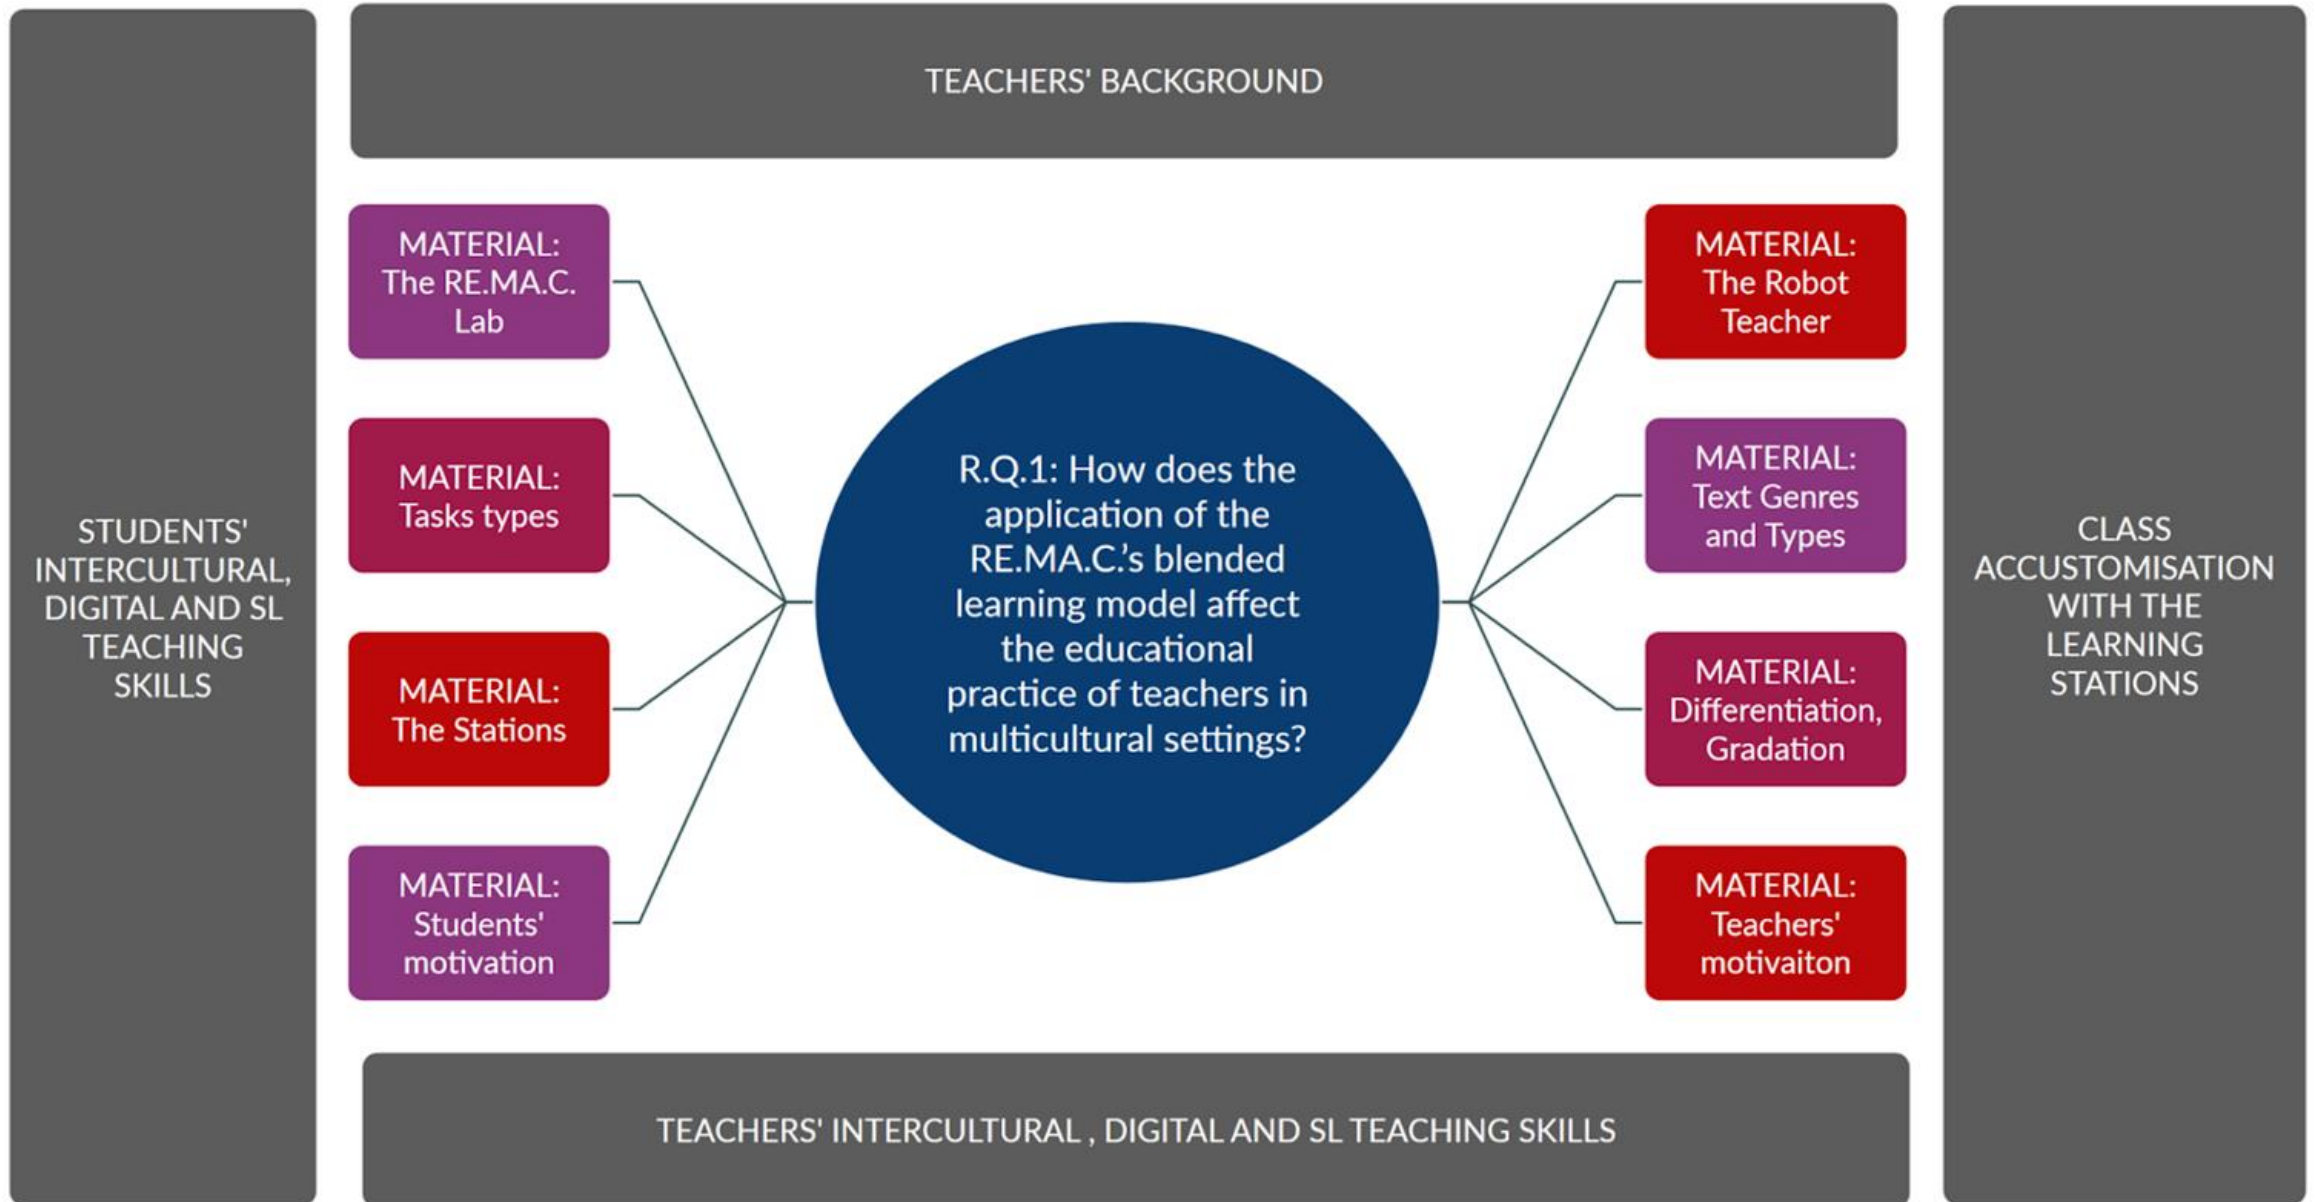 TEACHERS' BACKGROUND
STUDENTS'
INTERCULTURAL,
DIGITAL AND SL
TEACHING
SKILLS
MATERIAL:
The RE.MA.C.
Lab
MATERIAL:
Tasks types
MATERIAL:
The Stations
MATERIAL:
Students'
motivation
R.Q.1: How does the
application of the
RE.MA.C.’s blended
learning model affect
the educational
practice of teachers in
multicultural settings?
MATERIAL:
The Robot
Teacher
MATERIAL:
Text Genres
and Types
MATERIAL:
Differentiation,
Gradation
MATERIAL:
Teachers'
motivaiton
CLASS
ACCUSTOMISATION
WITH THE
LEARNING
STATIONS
TEACHERS' INTERCULTURAL , DIGITAL AND SL TEACHING SKILLS